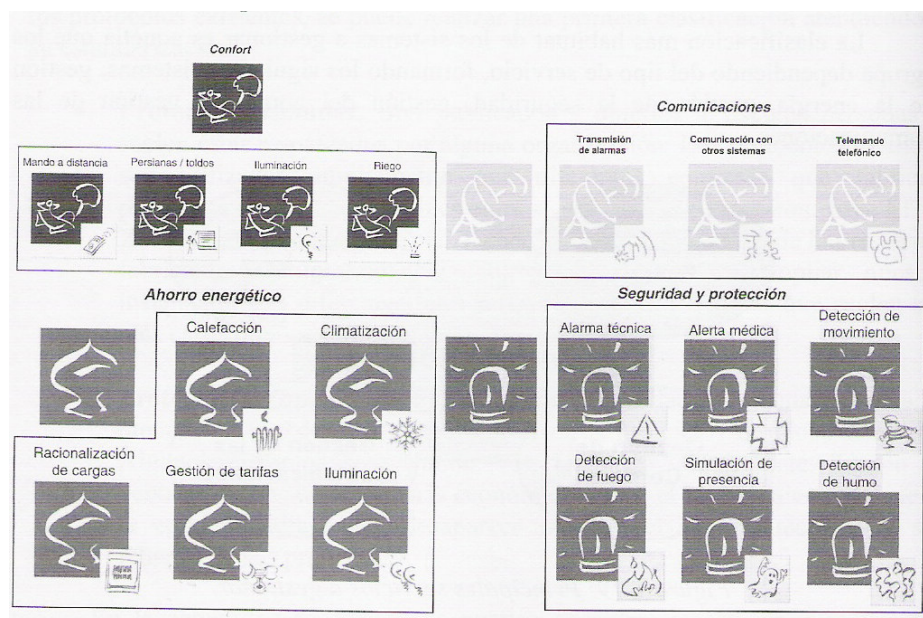 Confort
Mando a distancia
Persianas / toldos
Iluminación
Riego
Comunicaciones
Transmisión
de alarmas
Comunicación con
otros sistemas
Telemando
telefónico
Ahorro energético
Calefacción
Climatización
Racionalización
de cargas
Gestión de tarifas
Iluminación
Seguridad y protección
Alarma técnica
Alerta médica
Detección de
movimiento
Detección
de fuego
Simulación de
presencia
Detección
de humo